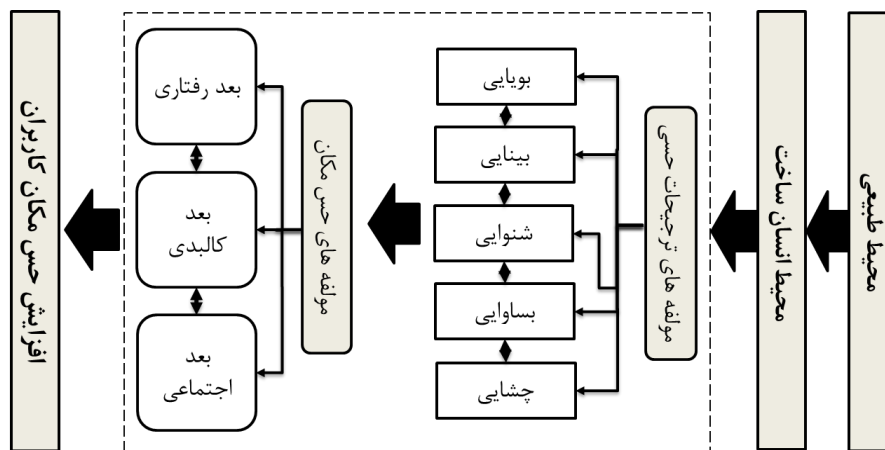 محیط طبیعی
محیط انسان ساخت
مولفه های ترجیحات حسی
بویایی
بینایی
شنوایی
بساوایی
چشایی
مولفه های حس مکان
بعد رفتاری
بعد
کالبدی
بعد
اجتماعی
افزایش حس مکان کاربران